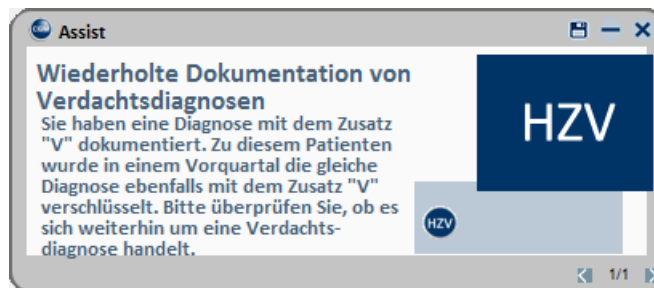 Assist
Wiederholte Dokumentation von
Verdachtsdiagnosen
Sie haben eine Diagnose mit dem Zusatz
"V" dokumentiert. Zu diesem Patienten
wurde in einem Vorquartal die gleiche
Diagnose ebenfalls mit dem Zusatz "V"
verschlüsselt. Bitte überprüfen Sie, ob es
sich weiterhin um eine Verdachts-
diagnose handelt.
HZV
HZV
1/1